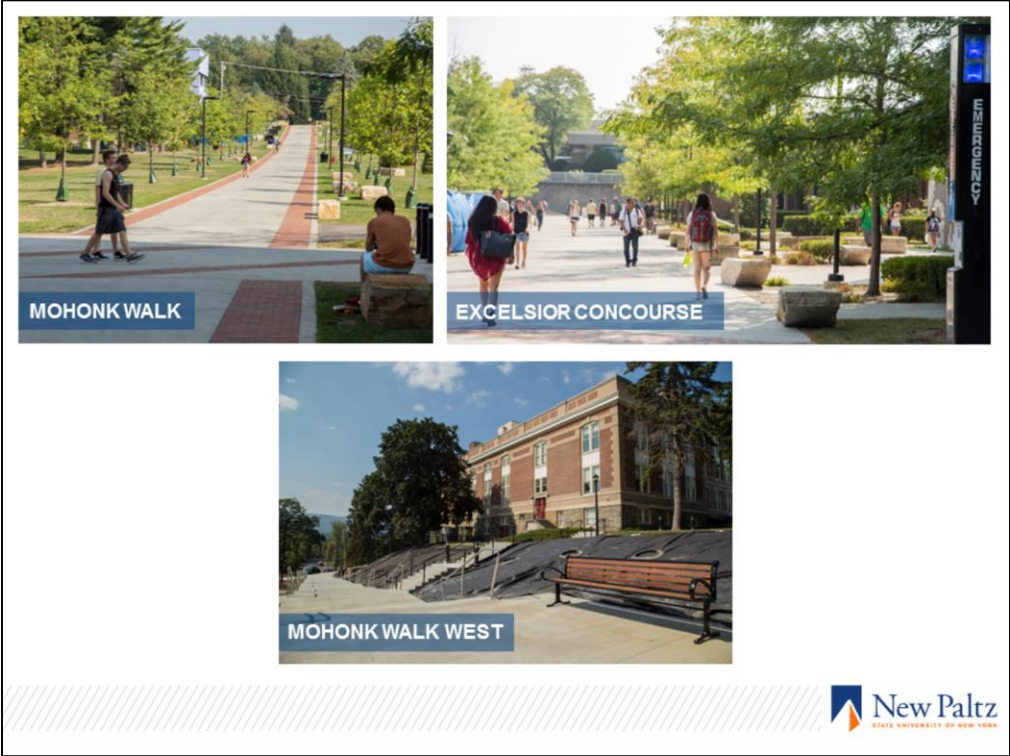 MOHONK WALK
EMERGENCY
EXCELSIOR CONCOURSE
MOHONK WALK WEST
New Paltz
STATE UNIVERSITY OF NEW YORK